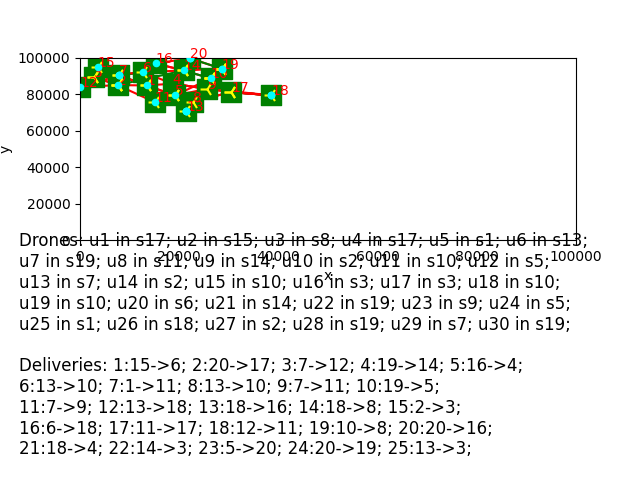 20
15
16
9
4
7
18
100000
80000
60000
40000
20000
0
y
0 20000 40000 60000 80000 100000
x
Drones: u1 in s17; u2 in s15; u3 in s8; u4 in s17; u5 in s1; u6 in s13;
u7 in s19; u8 in s11; u9 in s14; u10 in s2; u11 in s10; u12 in s5;
u13 in s7; u14 in s2; u15 in s10; u16 in s3; u17 in s3; u18 in s10;
u19 in s10; u20 in s6; u21 in s14; u22 in s19; u23 in s9; u24 in s5;
u25 in s1; u26 in s18; u27 in s2; u28 in s19; u29 in s7; u30 in s19;
Deliveries: 1:15->6; 2:20->17; 3:7->12; 4:19->14; 5:16->4;
6:13->10; 7:1->11; 8:13->10; 9:7->11; 10:19->5;
11:7->9; 12:13->18; 13:18->16; 14:18->8; 15:2->3;
16:6->18; 17:11->17; 18:12->11; 19:10->8; 20:20->16;
21:18->4; 22:14->3; 23:5->20; 24:20->19; 25:13->3;